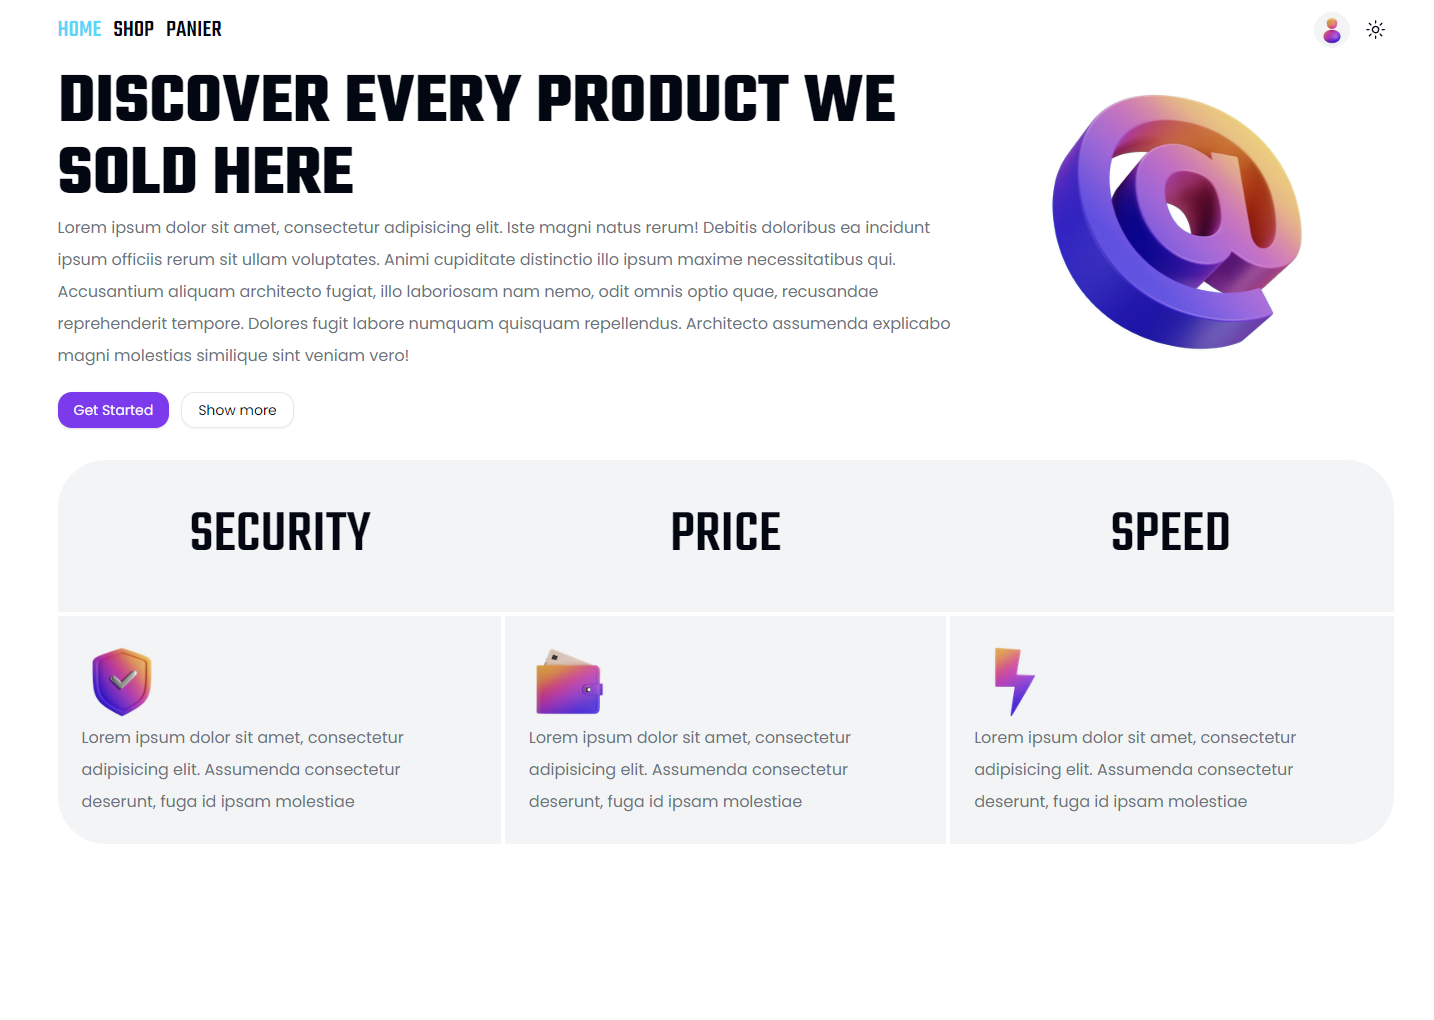 HOME SHOP PANIER
DISCOVER EVERY PRODUCT WE
SOLD HERE
Lorem ipsum dolor sit amet, consectetur adipisicing elit. Iste magni natus rerum! Debitis doloribus ea incidunt
ipsum officiis rerum sit ullam voluptates. Animi cupiditate distinctio illo ipsum maxime necessitatibus qui.
Accusantium aliquam architecto fugiat, illo laboriosam nam nemo, odit omnis optio quae, recusandae
reprehenderit tempore. Dolores fugit labore numquam quisquam repellendus. Architecto assumenda explicabo
magni molestias similique sint veniam vero!
@
Get Started Show more
SECURITY PRICE SPEED
Lorem ipsum dolor sit amet, consectetur
adipisicing elit. Assumenda consectetur
deserunt, fuga id ipsam molestiae
Lorem ipsum dolor sit amet, consectetur
adipisicing elit. Assumenda consectetur
deserunt, fuga id ipsam molestiae
Lorem ipsum dolor sit amet, consectetur
adipisicing elit. Assumenda consectetur
deserunt, fuga id ipsam molestiae